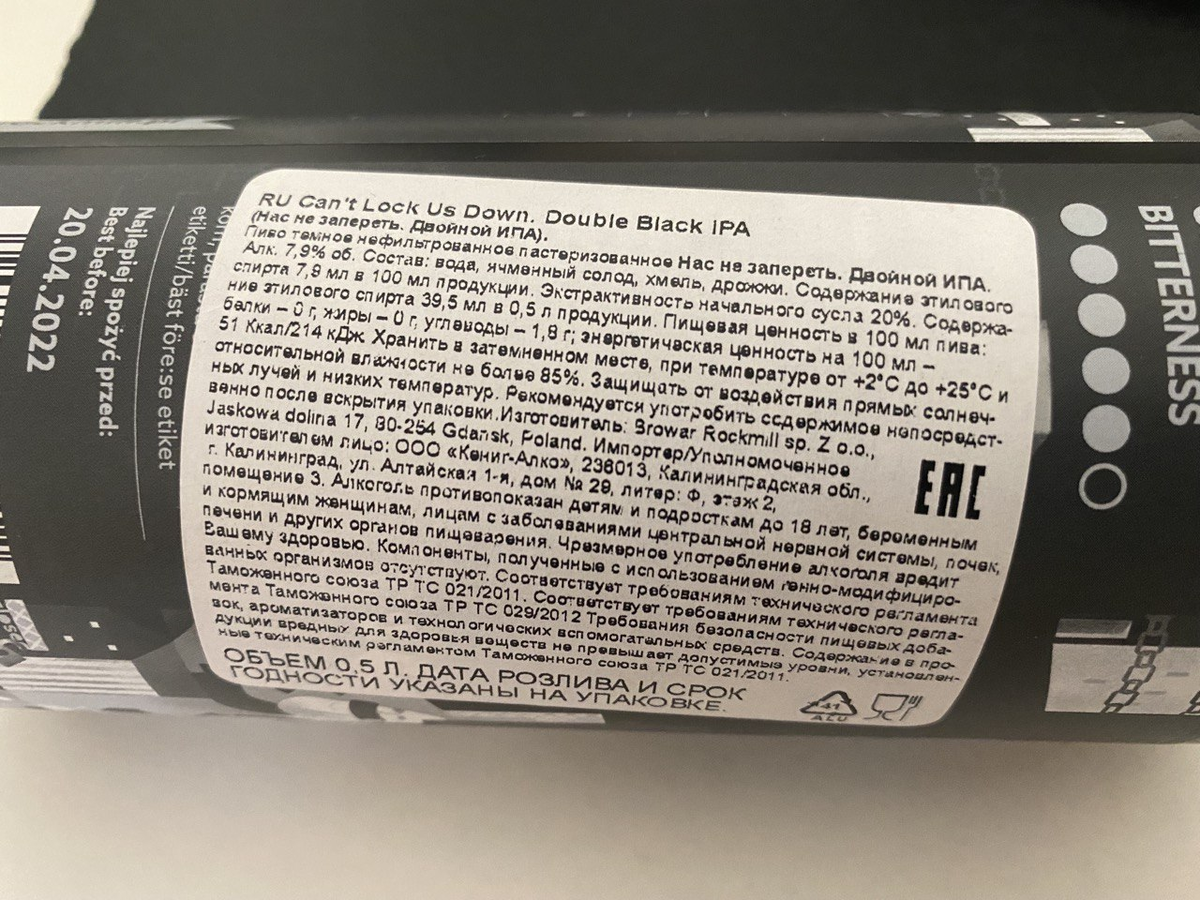 RU Can't Lock Us Down. Double Black IPA
(Нас не запереть. Двойной ИПА).
Пиво темное нефильтрованное пастеризованное Нас не запереть. Двойной ИПА.
Алк. 7,9% об. Состав: вода, ячменный солод, хмель, дрожжи. Содержание этилового
спирта 7,9 мл в 100 мл продукции. Экстрактивность начального сусла 20%. Содержа-
ние этилового спирта 39,5 мл в 0,5 л продукции. Пищевая ценность в 100 мл пива:
белки – 0 г, жиры – 0 г, углеводы – 1,8 г; энергетическая ценность на 100 мл –
51 Ккал/214 кДж. Хранить в затемненном месте, при температуре от +2°С до +25°С и
относительной влажности не более 85%. Защищать от воздействия прямых солнеч-
ных лучей и низких температур. Рекомендуется употребить содержимое непосредст-
венно после вскрытия упаковки.Изготовитель: Browar Rockmill sp. Z o.o.,
Jaskowa dolina 17, 80-254 Gdansk, Poland. Импортер/Уполномоченное
изготовителем лицо: ООО «Кениг-Алко», 236013, Калининградская обл.,
г. Калининград, ул. Алтайская 1-я, дом № 29, литер: Ф, этаж 2,
помещение 3. Алкоголь противопоказан детям и подросткам до 18 лет, беременным
и кормящим женщинам, лицам с заболеваниями центральной нервной системы, почек,
печени и других органов пищеварения. Чрезмерное употребление алкоголя вредит
Вашему здоровью. Компоненты, полученные с использованием генно-модифициро-
ванных организмов отсутствуют. Соответствует требованиям технического регламента
Таможенного союза ТР ТС 021/2011. Соответствует требованиям технического регла-
мента Таможенного союза ТР ТС 029/2012 Требования безопасности пищевых доба-
вок, ароматизаторов и технологических вспомогательных средств. Содержание в про-
дукции вредных для здоровья веществ не превышает допустимые уровни, установлен-
ные техническим регламентом Таможенного союза ТР ТС 021/2011.
ОБЪЕМ 0,5 Л. ДАТА РОЗЛИВА И СРОК
ГОДНОСТИ УКАЗАНЫ НА УПАКОВКЕ.
EAC
41
ALU
BITTERNESS
etiketti/bäst före:se etiket
Najlepiej spożyć przed:
Best before:
20.04.2022